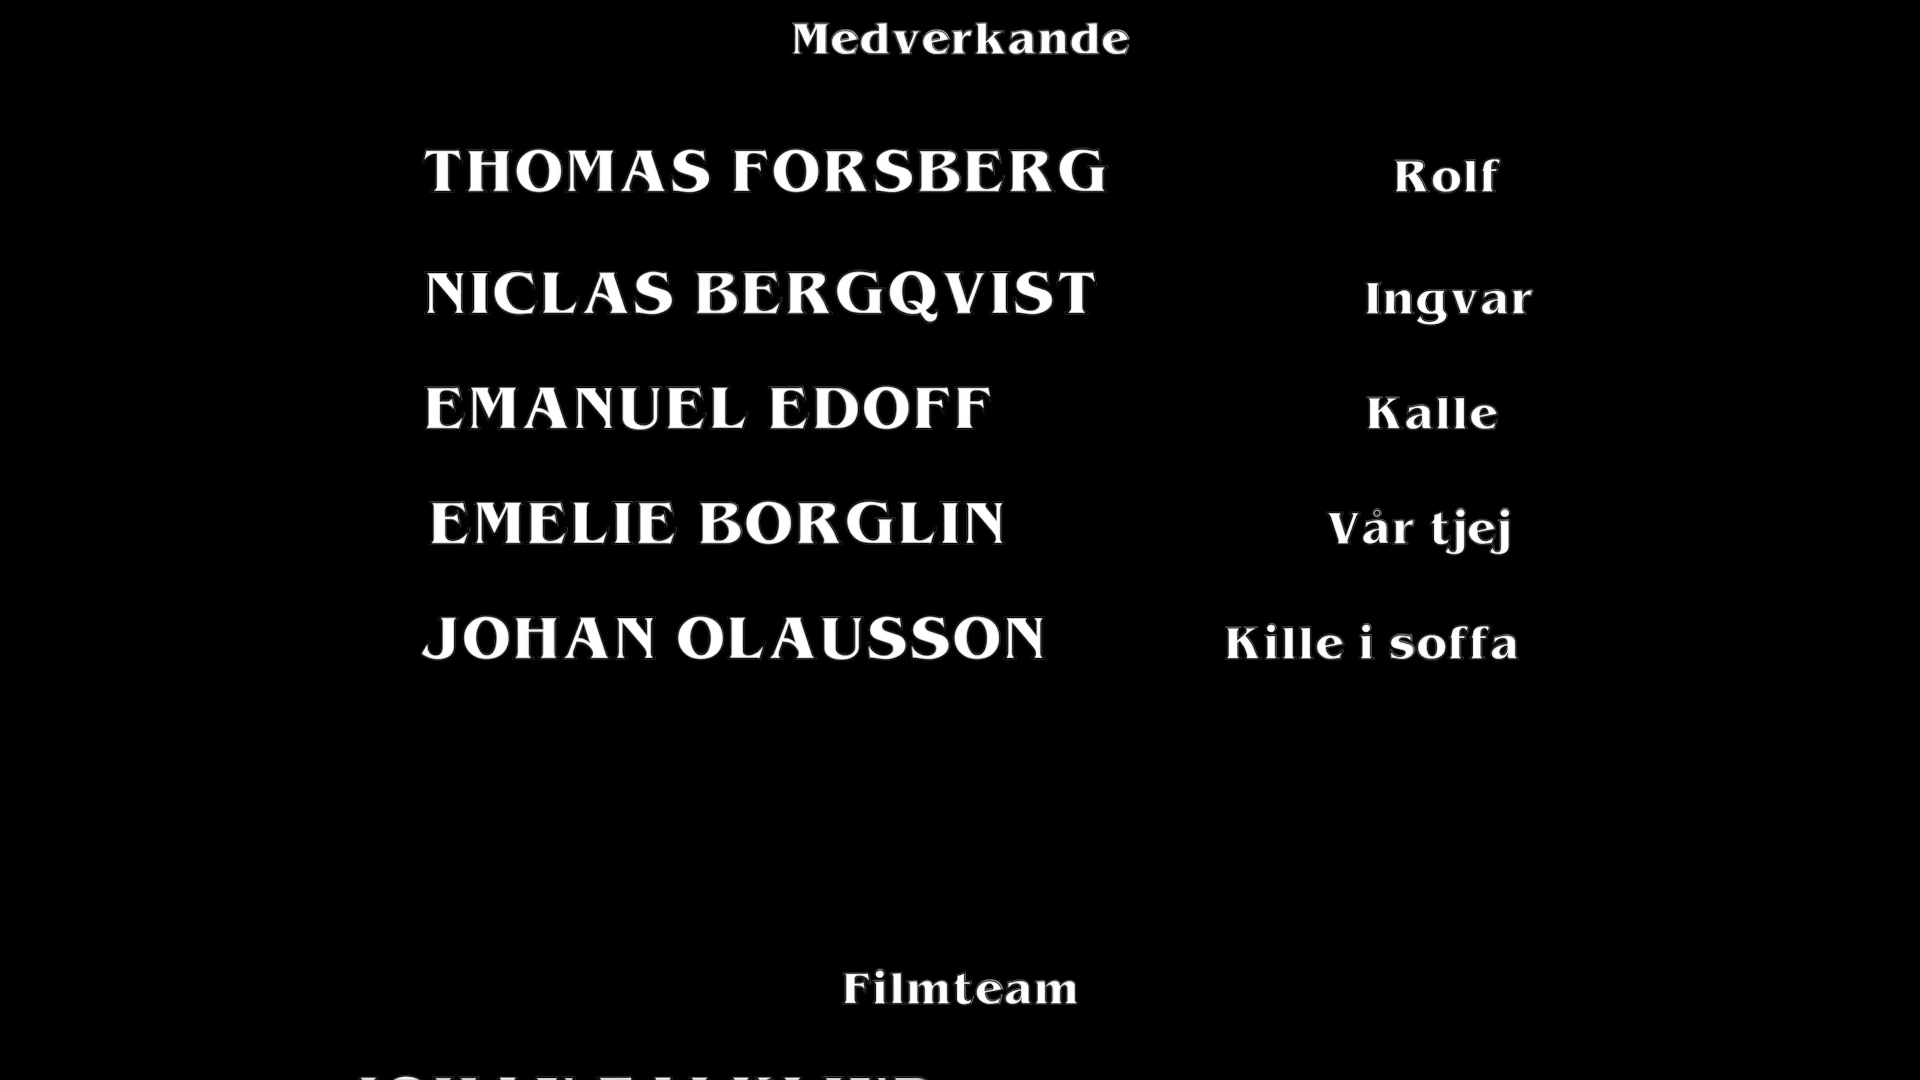 Medverkande
THOMAS FORSBERG Rolf
NICLAS BERGQVIST Ingvar
EMANUEL EDOFF Kalle
EMELIE BORGLIN Vår tjej
JOHAN OLAUSSON Kille i soffa
Filmteam